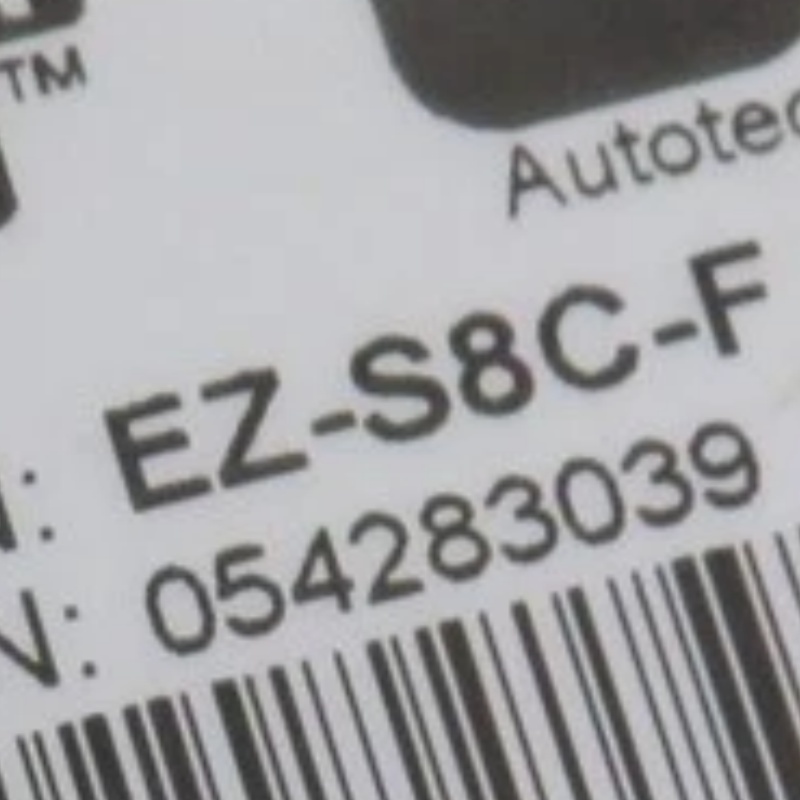 TM
Autotec
: EZ-S8C-F
N: 054283039